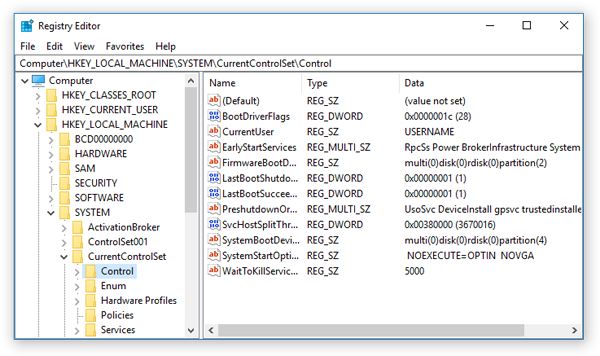 Registry Editor
File Edit View Favorites Help
Computer\HKEY_LOCAL_MACHINE\SYSTEM\CurrentControlSet\Control
Computer
HKEY_CLASSES_ROOT
HKEY_CURRENT_USER
HKEY_LOCAL_MACHINE
BCD00000000
HARDWARE
SAM
SECURITY
SOFTWARE
SYSTEM
ActivationBroker
ControlSet001
CurrentControlSet
Control
Enum
Hardware Profiles
Policies
Services
Name Type Data
(Default) REG_SZ (value not set)
BootDriverFlags REG_DWORD 0x0000001c (28)
CurrentUser REG_SZ USERNAME
EarlyStartServices REG_MULTI_SZ RpcSs Power BrokerInfrastructure System
FirmwareBootD... REG_SZ multi(0)disk(0)rdisk(0)partition(2)
LastBootShutdo... REG_DWORD 0x00000001 (1)
LastBootSuccee... REG_DWORD 0x00000001 (1)
PreshutdownOr... REG_MULTI_SZ UsoSvc DeviceInstall gpsvc trustedinstalle
SvcHostSplitThr... REG_DWORD 0x00380000 (3670016)
SystemBootDevi... REG_SZ multi(0)disk(0)rdisk(0)partition(4)
SystemStartOpti... REG_SZ NOEXECUTE=OPTIN NOVGA
WaitToKillServic... REG_SZ 5000